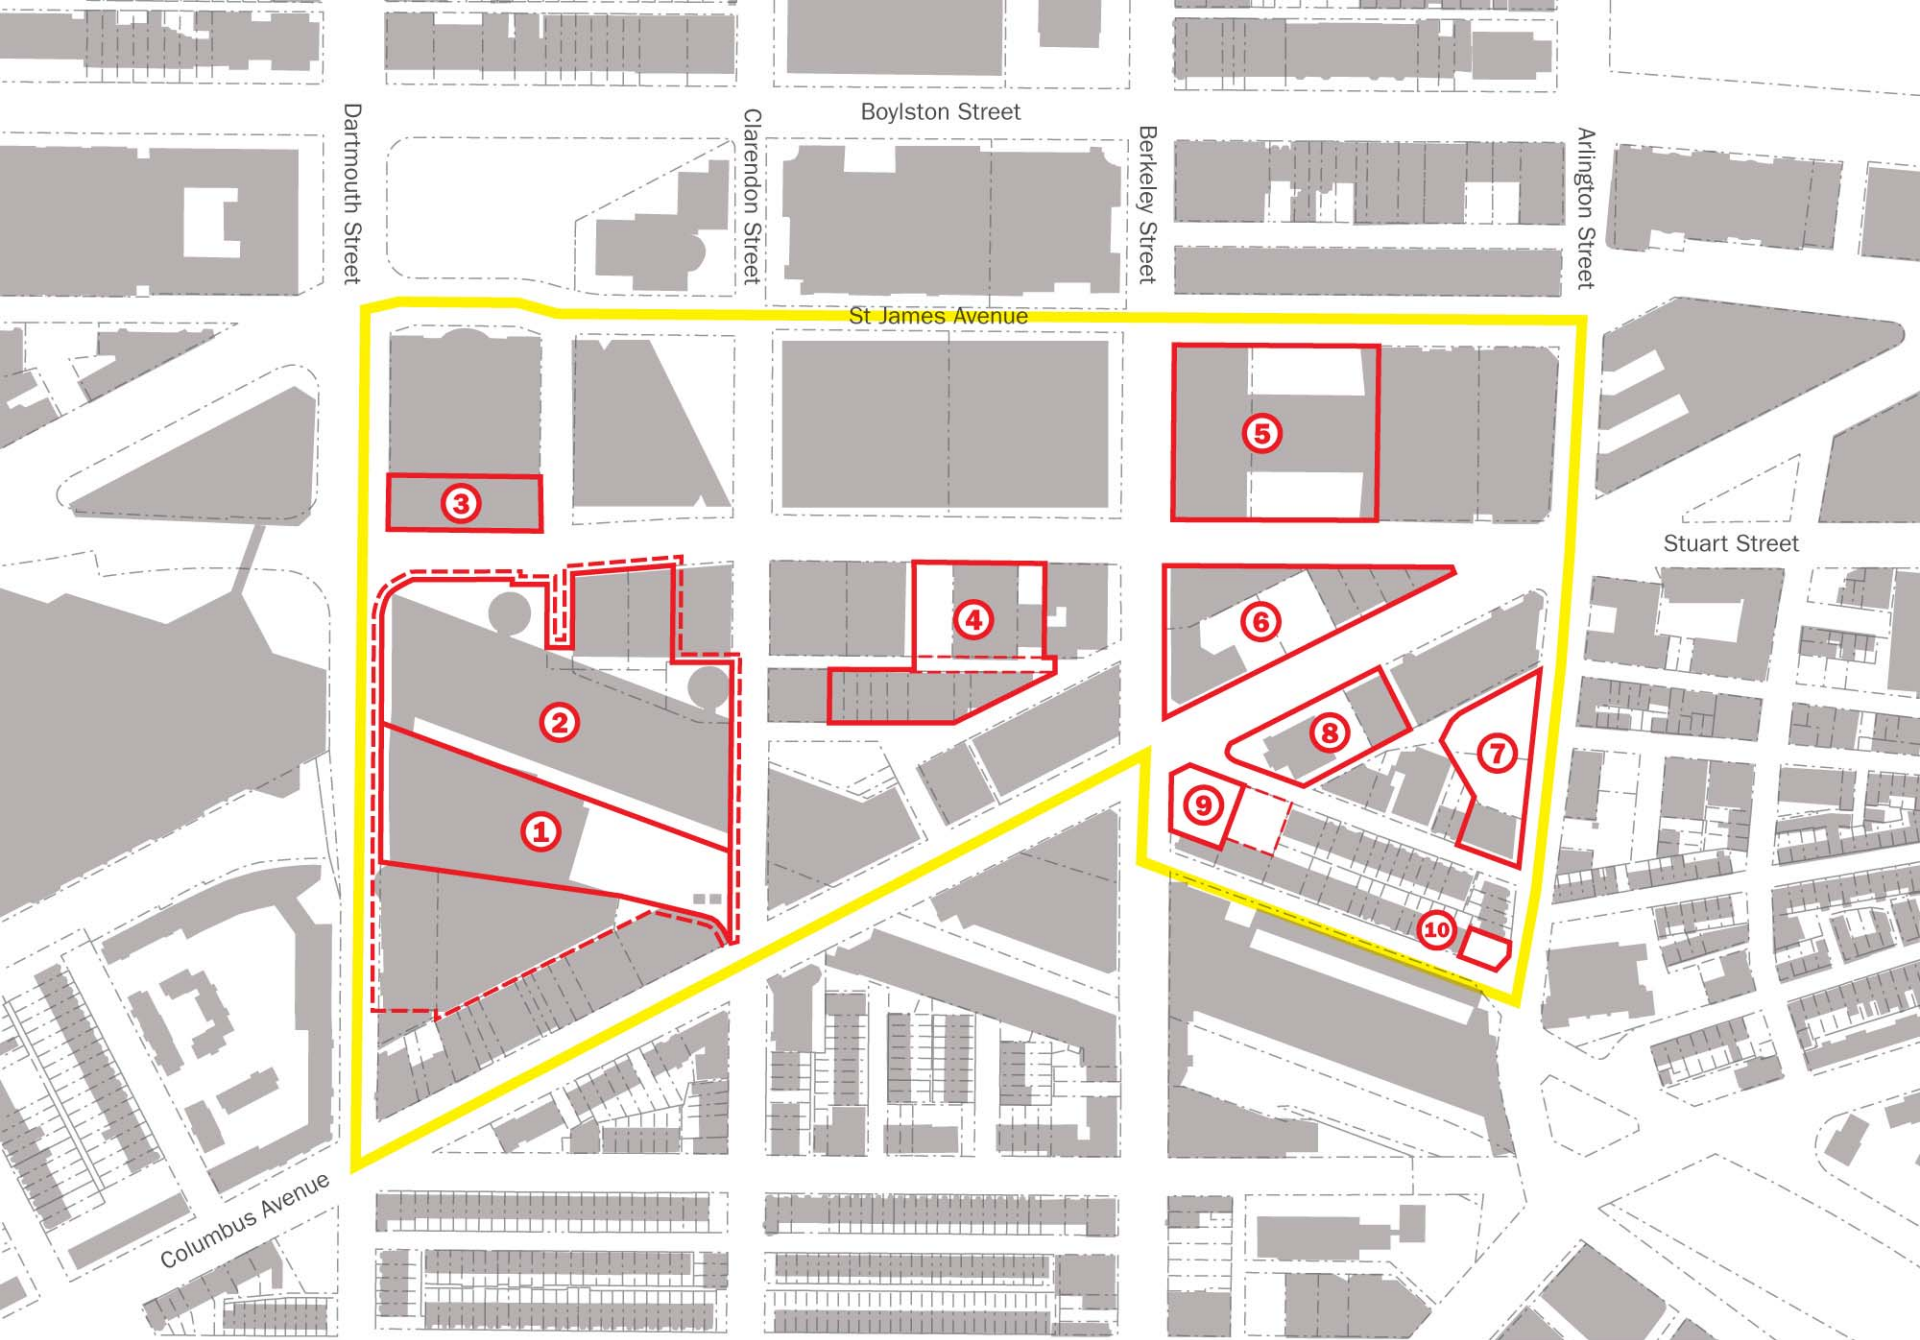 Boylston Street
Dartmouth Street
Clarendon Street
Berkeley Street
Arlington Street
St James Avenue
5
3
Stuart Street
4
6
2
8
7
9
1
10
Columbus Avenue